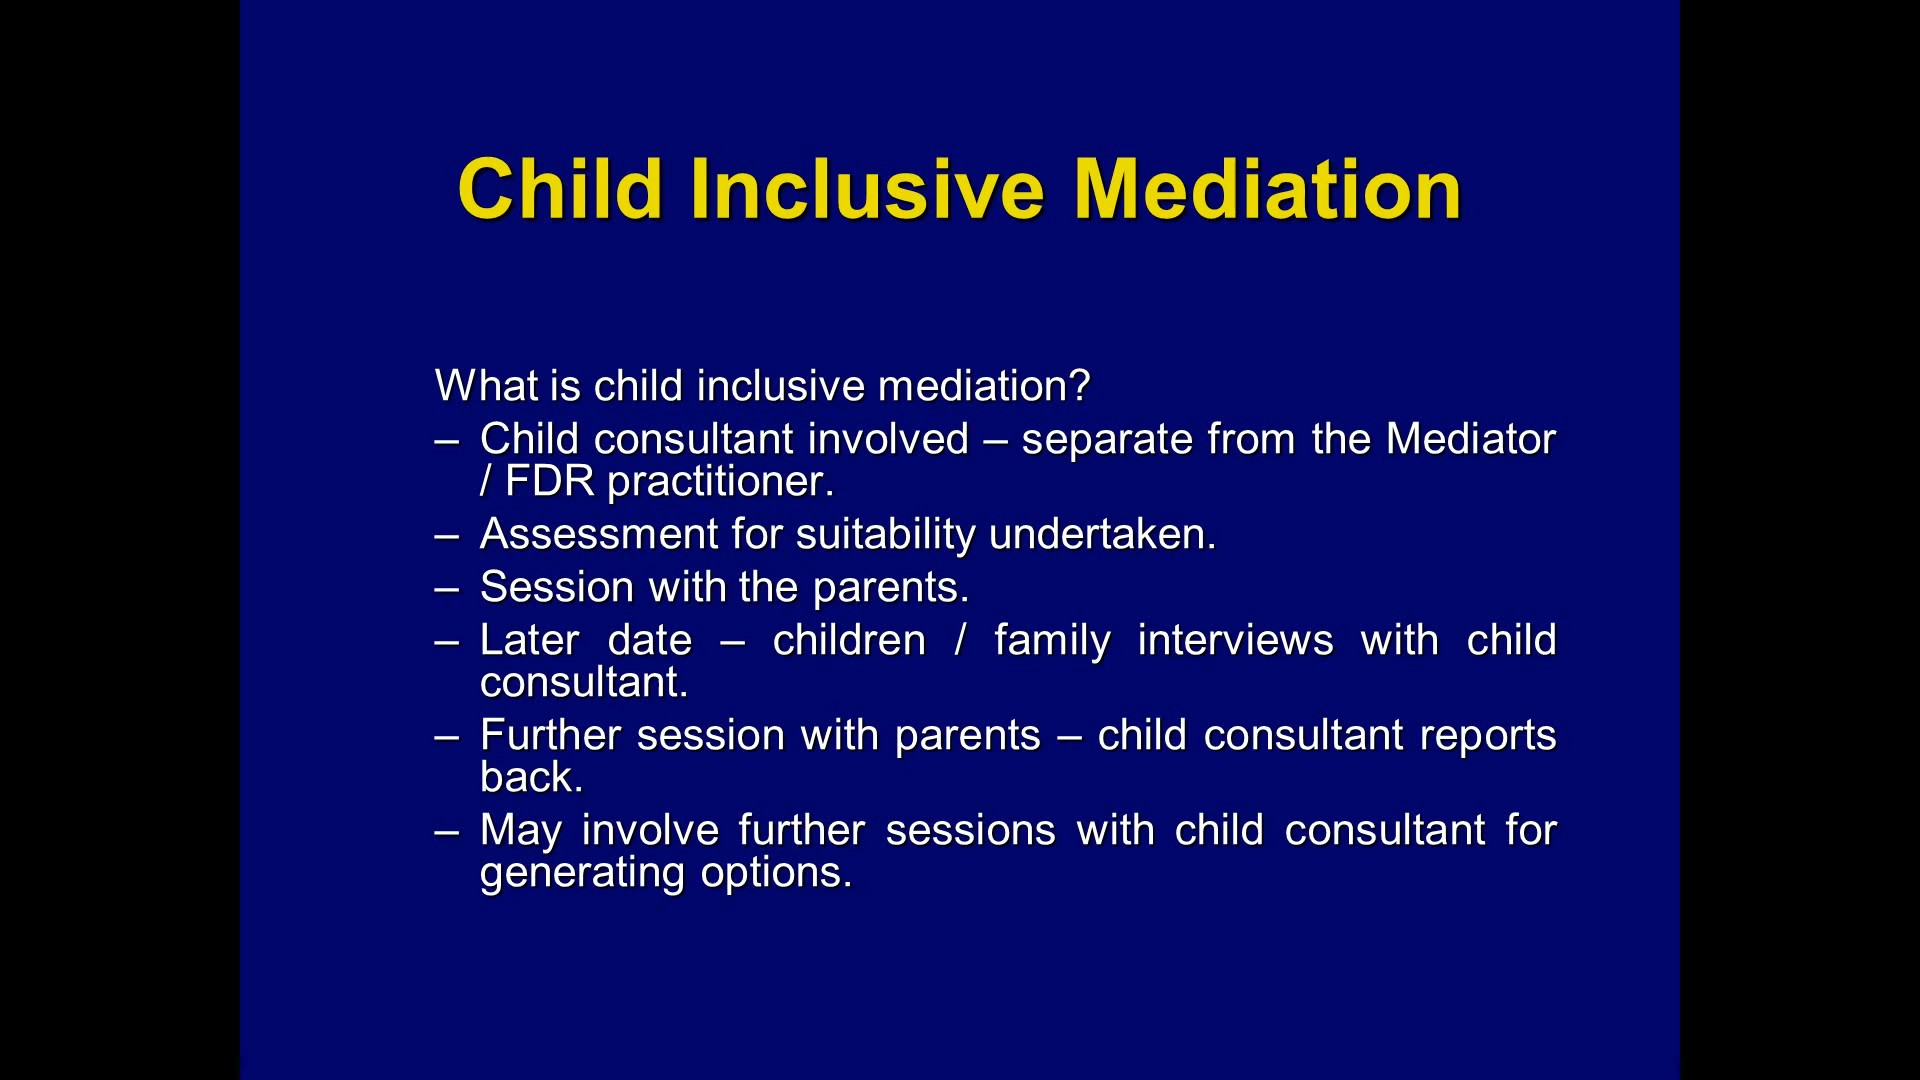 Child Inclusive Mediation
What is child inclusive mediation?
– Child consultant involved – separate from the Mediator
/ FDR practitioner.
– Assessment for suitability undertaken.
– Session with the parents.
– Later date – children / family interviews with child
consultant.
– Further session with parents – child consultant reports
back.
– May involve further sessions with child consultant for
generating options.